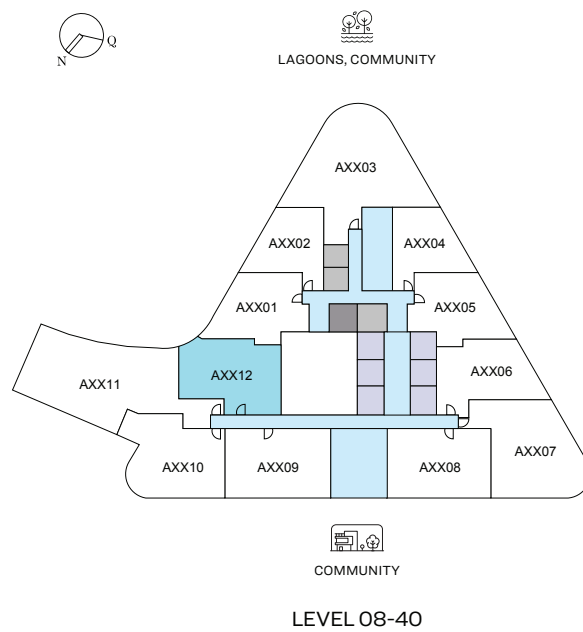 N
Q
LAGOONS, COMMUNITY
AXX03
AXX02
AXX04
AXX01
AXX05
AXX11
AXX12
AXX06
AXX10
AXX09
AXX08
AXX07
COMMUNITY
LEVEL 08-40